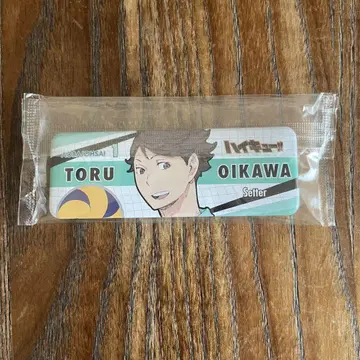 AOBAJOHSAI 1
ハイキュー!!
TORU OIKAWA
Setter